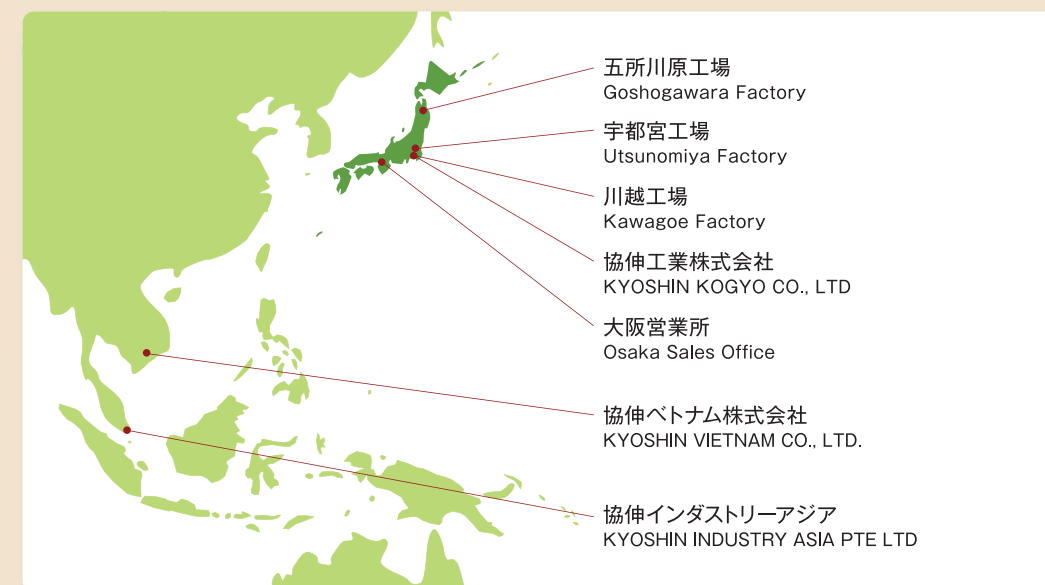 五所川原工場
Goshogawara Factory
宇都宮工場
Utsunomiya Factory
川越工場
Kawagoe Factory
協伸工業株式会社
KYOSHIN KOGYO CO., LTD
大阪営業所
Osaka Sales Office
協伸ベトナム株式会社
KYOSHIN VIETNAM CO., LTD.
協伸インダストリーアジア
KYOSHIN INDUSTRY ASIA PTE LTD